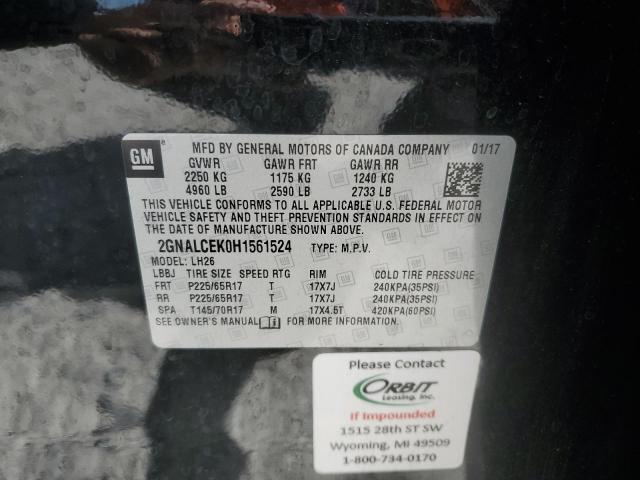 GM
MFD BY GENERAL MOTORS OF CANADA COMPANY 01/17
GVWR GAWR FRT GAWR RR
2250 KG 1175 KG 1240 KG
4960 LB 2590 LB 2733 LB
THIS VEHICLE CONFORMS TO ALL APPLICABLE U.S. FEDERAL MOTOR
VEHICLE SAFETY AND THEFT PREVENTION STANDARDS IN EFFECT ON
THE DATE OF MANUFACTURE SHOWN ABOVE.
2GNALCEK0H1561524 TYPE: M.P.V.
MODEL: LH26
LBBJ TIRE SIZE SPEED RTG RIM COLD TIRE PRESSURE
FRT P225/65R17 T 17X7J 240KPA(35PSI)
RR P225/65R17 T 17X7J 240KPA(35PSI)
SPA T145/70R17 M 17X4.5T 420KPA(60PSI)
SEE OWNER'S MANUAL FOR MORE INFORMATION.
Please Contact
ORBIT
Leasing, Inc.
If Impounded
1515 28th ST SW
Wyoming, MI 49509
1-800-734-0170